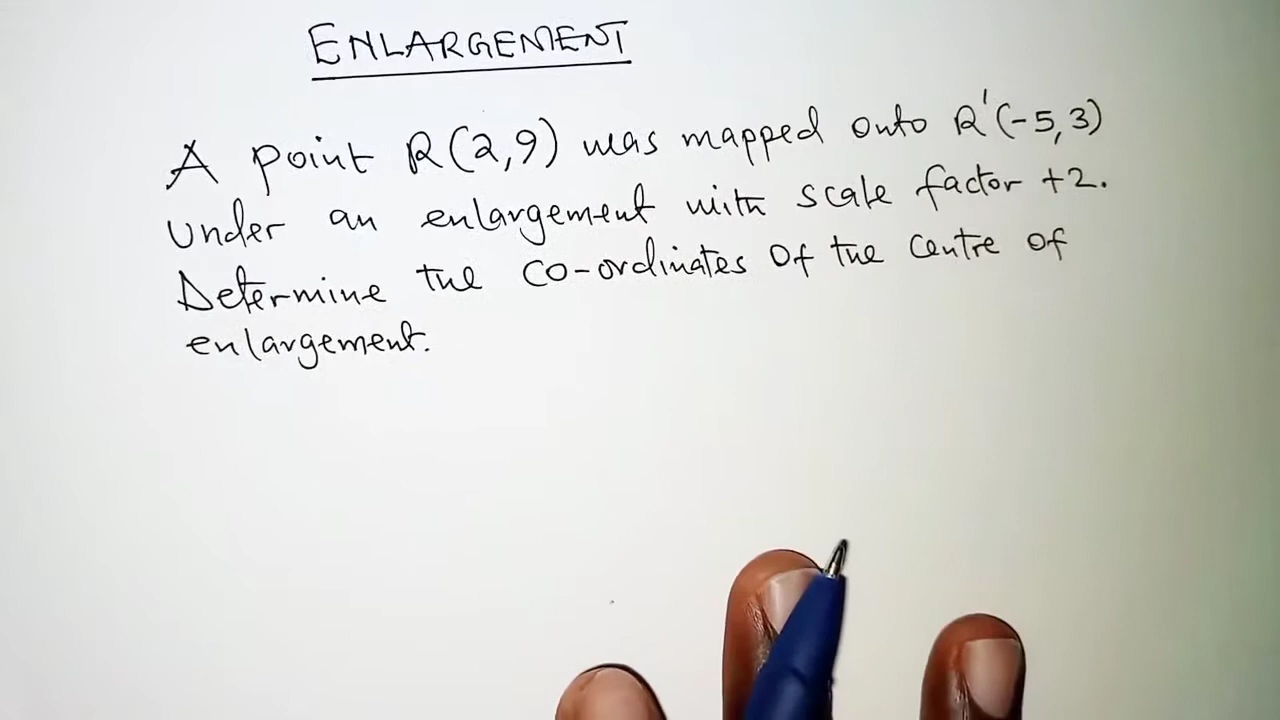 ENLARGEMENT
A point R(2,9) was mapped onto R'(-5,3)
under an enlargement with scale factor +2.
Determine the co-ordinates of the centre of
enlargement.